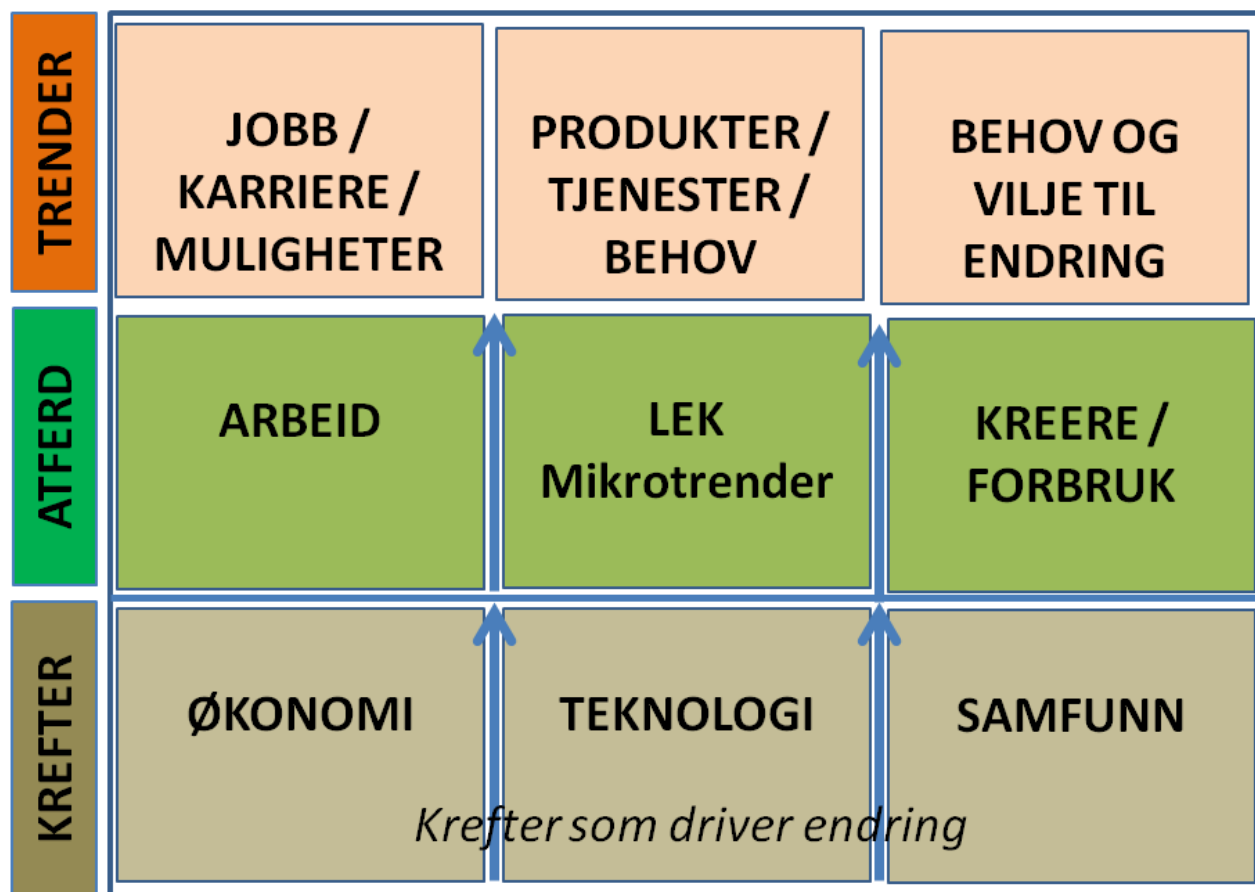 TRENDER
JOBB /
KARRIERE /
MULIGHETER
PRODUKTER /
TJENESTER /
BEHOV
BEHOV OG
VILJE TIL
ENDRING
ATFERD
ARBEID
LEK
Mikrotrender
KREERE /
FORBRUK
KREFTER
ØKONOMI
TEKNOLOGI
SAMFUNN
Krefter som driver endring